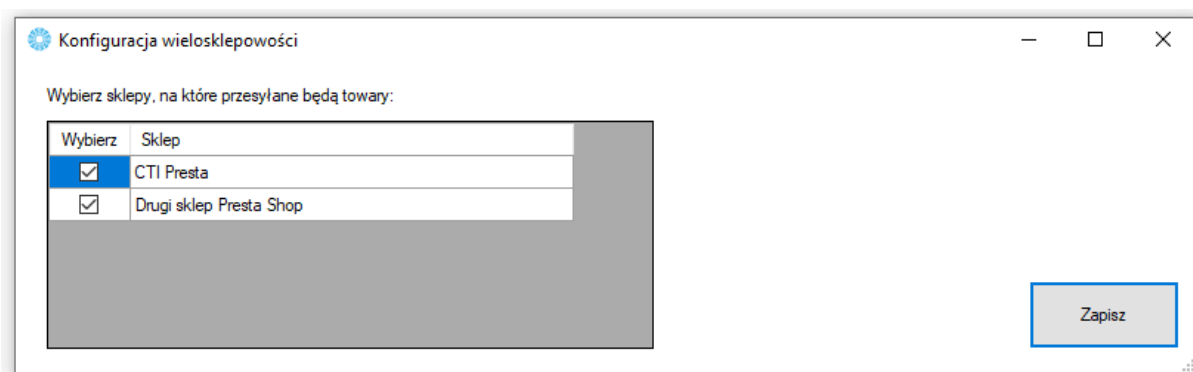 Konfiguracja wielosklepowości
Wybierz sklepy, na które przesyłane będą towary:
Wybierz Sklep
CTI Presta
Drugi sklep Presta Shop
Zapisz